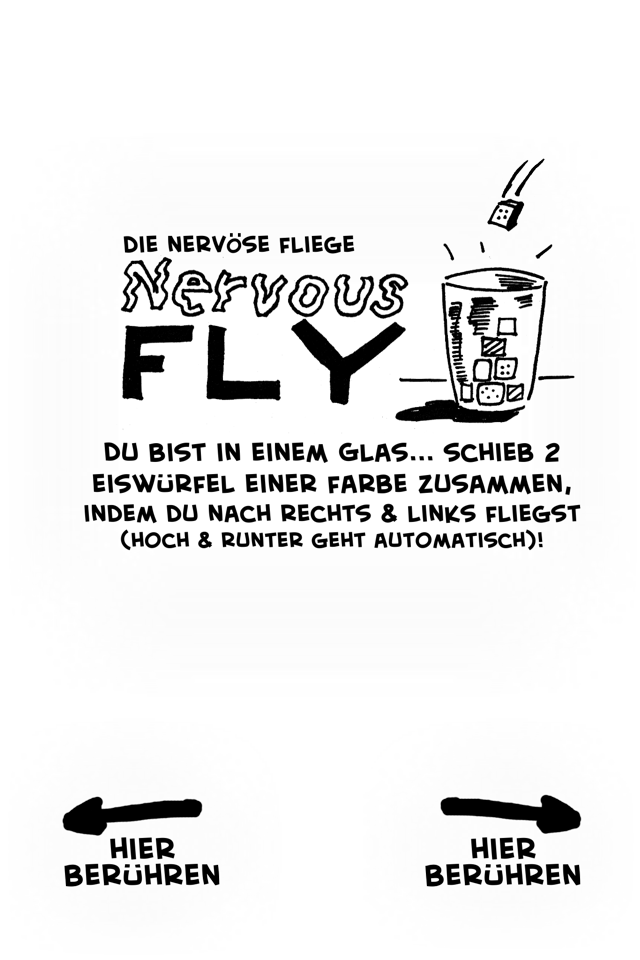 DIE NERVÖSE FLIEGE
Nervous
FLY
DU BIST IN EINEM GLAS... SCHIEB 2
EISWÜRFEL EINER FARBE ZUSAMMEN,
INDEM DU NACH RECHTS & LINKS FLIEGST
(HOCH & RUNTER GEHT AUTOMATISCH)!
HIER
BERÜHREN
HIER
BERÜHREN